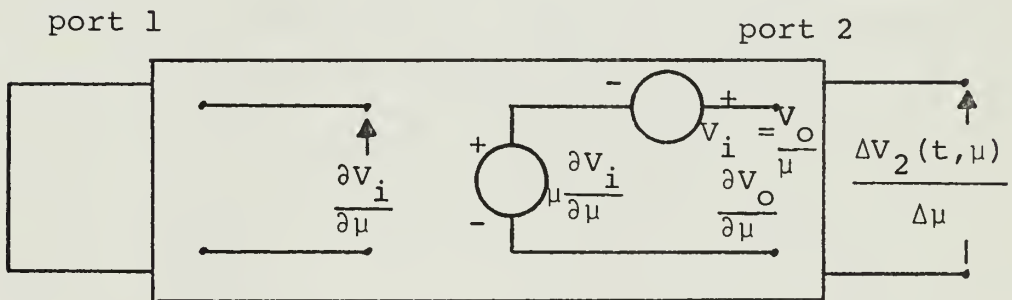 port 1
port 2
- +
V_i = V_o/μ
+
-
∂V_i/∂μ
μ ∂V_i/∂μ
∂V_o/∂μ
ΔV_2(t,μ)/Δμ